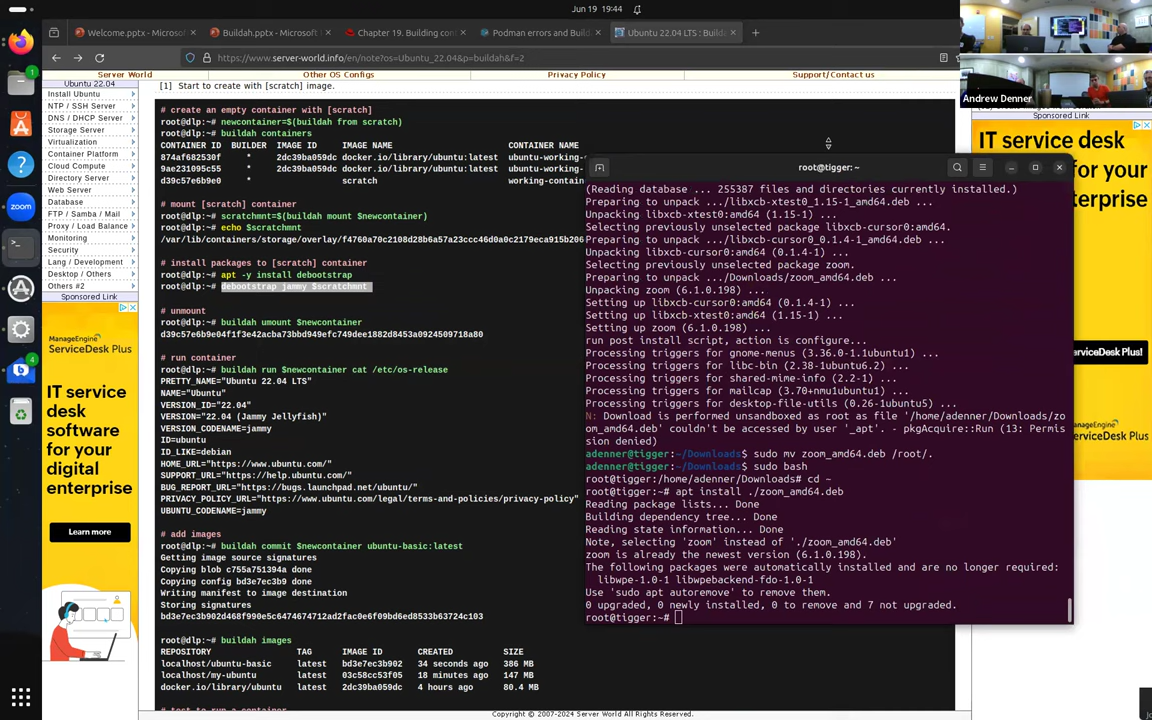 Jun 19 19:44
Welcome.pptx - Microsof
Buildah.pptx - Microsoft
Chapter 19. Building con
Podman errors and Build
Ubuntu 22.04 LTS : Build
https://www.server-world.info/en/note?os=Ubuntu_22.04&p=buildah&f=2
Server World
Other OS Configs
Privacy Policy
Server/Contact us
Andrew Denner
Ubuntu 22.04
Install Ubuntu
NTP / SSH Server
DNS / DHCP Server
Storage Server
Virtualization
Container Platform
Cloud Compute
Directory Server
Web Server
Database
FTP / Samba / Mail
Proxy / Load Balance
Monitoring
Security
Lang / Development
Desktop / Others
Others #2
Sponsored Link
ManageEngine
ServiceDesk Plus
IT service
desk
software
for your
digital
enterprise
Learn more
[1] Start to create with [scratch] image.
# create an empty container with [scratch]
root@dlp:~# newcontainer=$(buildah from scratch)
root@dlp:~# buildah containers
CONTAINER ID BUILDER IMAGE ID IMAGE NAME CONTAINER NAME
874af682530f * 2dc39ba059dc docker.io/library/ubuntu:latest ubuntu-working-
9ae231095c55 * 2dc39ba059dc docker.io/library/ubuntu:latest ubuntu-working-
d39c57e6b9e0 * scratch working-contain
# mount [scratch] container
root@dlp:~# scratchmnt=$(buildah mount $newcontainer)
root@dlp:~# echo $scratchmnt
/var/lib/containers/storage/overlay/f4760a70c2108d28b6a57a23ccc46d0a0c2179eca915b206
# install packages to [scratch] container
root@dlp:~# apt -y install debootstrap
root@dlp:~# debootstrap jammy $scratchmnt
# unmount
root@dlp:~# buildah umount $newcontainer
d39c57e6b9e04f1f3e42acba73bbd949efc749dee1882d8453a0924509718a80
# run container
root@dlp:~# buildah run $newcontainer cat /etc/os-release
PRETTY_NAME="Ubuntu 22.04 LTS"
NAME="Ubuntu"
VERSION_ID="22.04"
VERSION="22.04 (Jammy Jellyfish)"
VERSION_CODENAME=jammy
ID=ubuntu
ID_LIKE=debian
HOME_URL="https://www.ubuntu.com/"
SUPPORT_URL="https://help.ubuntu.com/"
BUG_REPORT_URL="https://bugs.launchpad.net/ubuntu/"
PRIVACY_POLICY_URL="https://www.ubuntu.com/legal/terms-and-policies/privacy-policy"
UBUNTU_CODENAME=jammy
# add images
root@dlp:~# buildah commit $newcontainer ubuntu-basic:latest
Getting image source signatures
Copying blob c755a751394a done
Copying config bd3e7ec3b9 done
Writing manifest to image destination
Storing signatures
bd3e7ec3b902d468f990e5c6474674712ad2fac0e6f09bd6ed8533b63724c103
root@dlp:~# buildah images
REPOSITORY TAG IMAGE ID CREATED SIZE
localhost/ubuntu-basic latest bd3e7ec3b902 34 seconds ago 386 MB
localhost/my-ubuntu latest 03c58cc53f05 18 minutes ago 147 MB
docker.io/library/ubuntu latest 2dc39ba059dc 4 hours ago 80.4 MB
Copyright © 2007-2024 Server World All Rights Reserved.
root@tigger: ~
(Reading database ... 255387 files and directories currently installed.)
Preparing to unpack .../libxcb-xtest0_1.15-1_amd64.deb ...
Unpacking libxcb-xtest0:amd64 (1.15-1) ...
Selecting previously unselected package libxcb-cursor0:amd64.
Preparing to unpack .../libxcb-cursor0_0.1.4-1_amd64.deb ...
Unpacking libxcb-cursor0:amd64 (0.1.4-1) ...
Selecting previously unselected package zoom.
Preparing to unpack .../Downloads/zoom_amd64.deb ...
Unpacking zoom (6.1.0.198) ...
Setting up libxcb-cursor0:amd64 (0.1.4-1) ...
Setting up libxcb-xtest0:amd64 (1.15-1) ...
Setting up zoom (6.1.0.198) ...
run post install script, action is configure...
Processing triggers for gnome-menus (3.36.0-1.1ubuntu1) ...
Processing triggers for libc-bin (2.38-1ubuntu6.2) ...
Processing triggers for shared-mime-info (2.2-1) ...
Processing triggers for mailcap (3.70+nmu1ubuntu1) ...
Processing triggers for desktop-file-utils (0.26-1ubuntu5) ...
N: Download is performed unsandboxed as root as file '/home/adenner/Downloads/zo
om_amd64.deb' couldn't be accessed by user '_apt'. - pkgAcquire::Run (13: Permis
sion denied)
adenner@tigger:~/Downloads$ sudo mv zoom_amd64.deb /root/.
adenner@tigger:~/Downloads$ sudo bash
root@tigger:/home/adenner/Downloads# cd ~
root@tigger:~# apt install ./zoom_amd64.deb
Reading package lists... Done
Building dependency tree... Done
Reading state information... Done
Note, selecting 'zoom' instead of './zoom_amd64.deb'
zoom is already the newest version (6.1.0.198).
The following packages were automatically installed and are no longer required:
libwpe-1.0-1 libwpebackend-fdo-1.0-1
Use 'sudo apt autoremove' to remove them.
0 upgraded, 0 newly installed, 0 to remove and 7 not upgraded.
root@tigger:~#
Sponsored Link
IT service desk